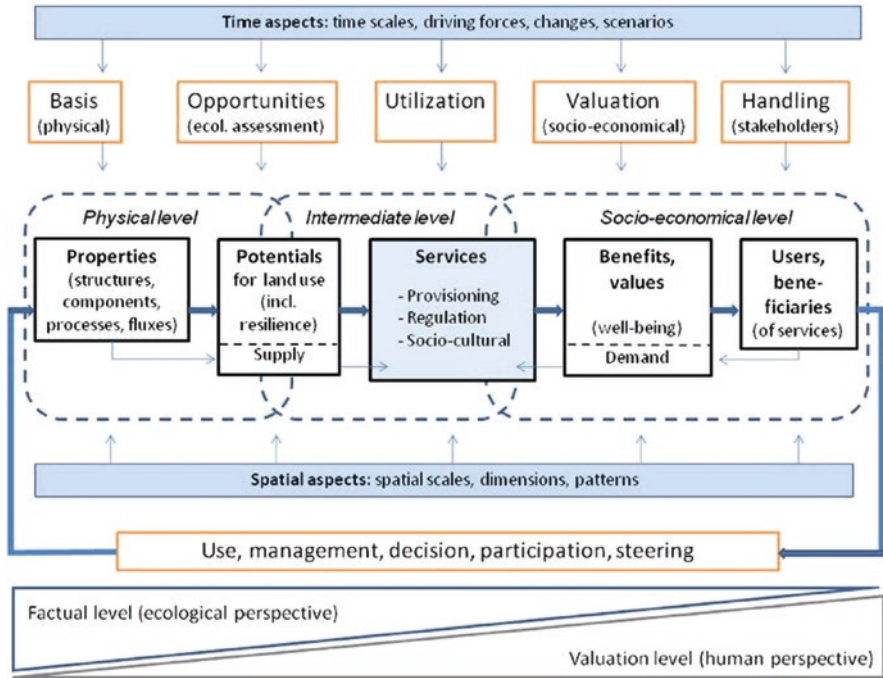 Time aspects: time scales, driving forces, changes, scenarios
Basis
(physical)
Opportunities
(ecol. assessment)
Utilization
Valuation
(socio-economical)
Handling
(stakeholders)
Physical level
Intermediate level
Socio-economical level
Properties
(structures,
components,
processes, fluxes)
Potentials
for land use
(incl.
resilience)
Supply
Services
- Provisioning
- Regulation
- Socio-cultural
Benefits,
values
(well-being)
Demand
Users,
bene-
ficiaries
(of services)
Spatial aspects: spatial scales, dimensions, patterns
Use, management, decision, participation, steering
Factual level (ecological perspective)
Valuation level (human perspective)